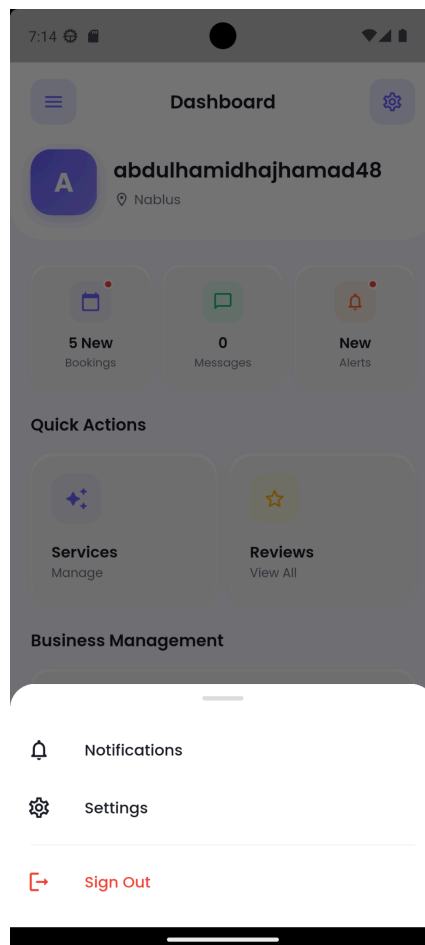 7:14
Dashboard
A
abdulhamidhajhamad48
Nablus
5 New
Bookings
0
Messages
New
Alerts
Quick Actions
Services
Manage
Reviews
View All
Business Management
Notifications
Settings
Sign Out